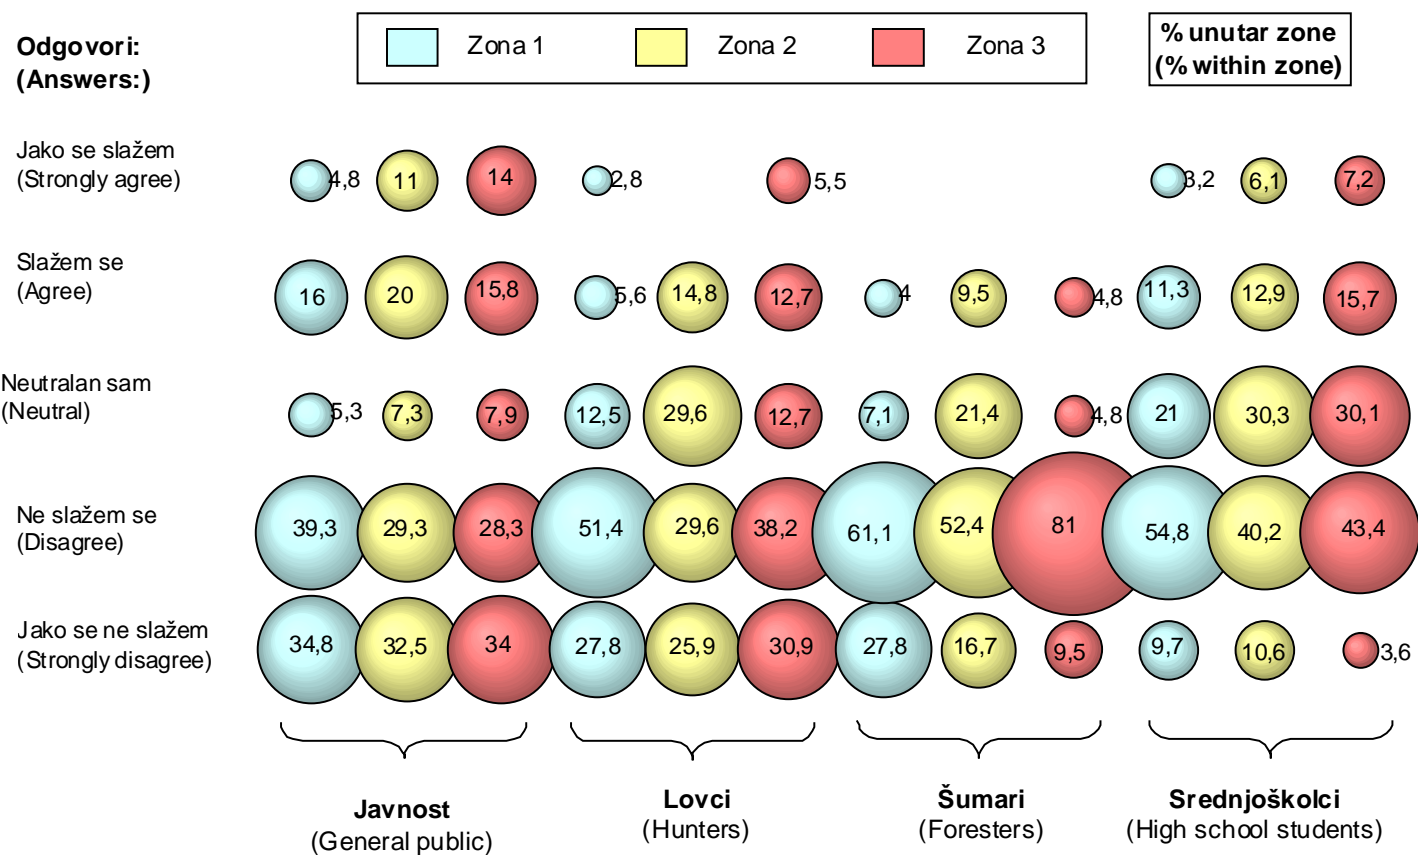 Odgovori:
(Answers:)
Zona 1 Zona 2 Zona 3
% unutar zone
(% within zone)
Jako se slažem
(Strongly agree)
4,8 11 14 2,8 5,5 3,2 6,1 7,2
Slažem se
(Agree)
16 20 15,8 5,6 14,8 12,7 4 9,5 4,8 11,3 12,9 15,7
Neutralan sam
(Neutral)
5,3 7,3 7,9 12,5 29,6 12,7 7,1 21,4 4,8 21 30,3 30,1
Ne slažem se
(Disagree)
39,3 29,3 28,3 51,4 29,6 38,2 61,1 52,4 81 54,8 40,2 43,4
Jako se ne slažem
(Strongly disagree)
34,8 32,5 34 27,8 25,9 30,9 27,8 16,7 9,5 9,7 10,6 3,6
Javnost
(General public)
Lovci
(Hunters)
Šumari
(Foresters)
Srednjoškolci
(High school students)